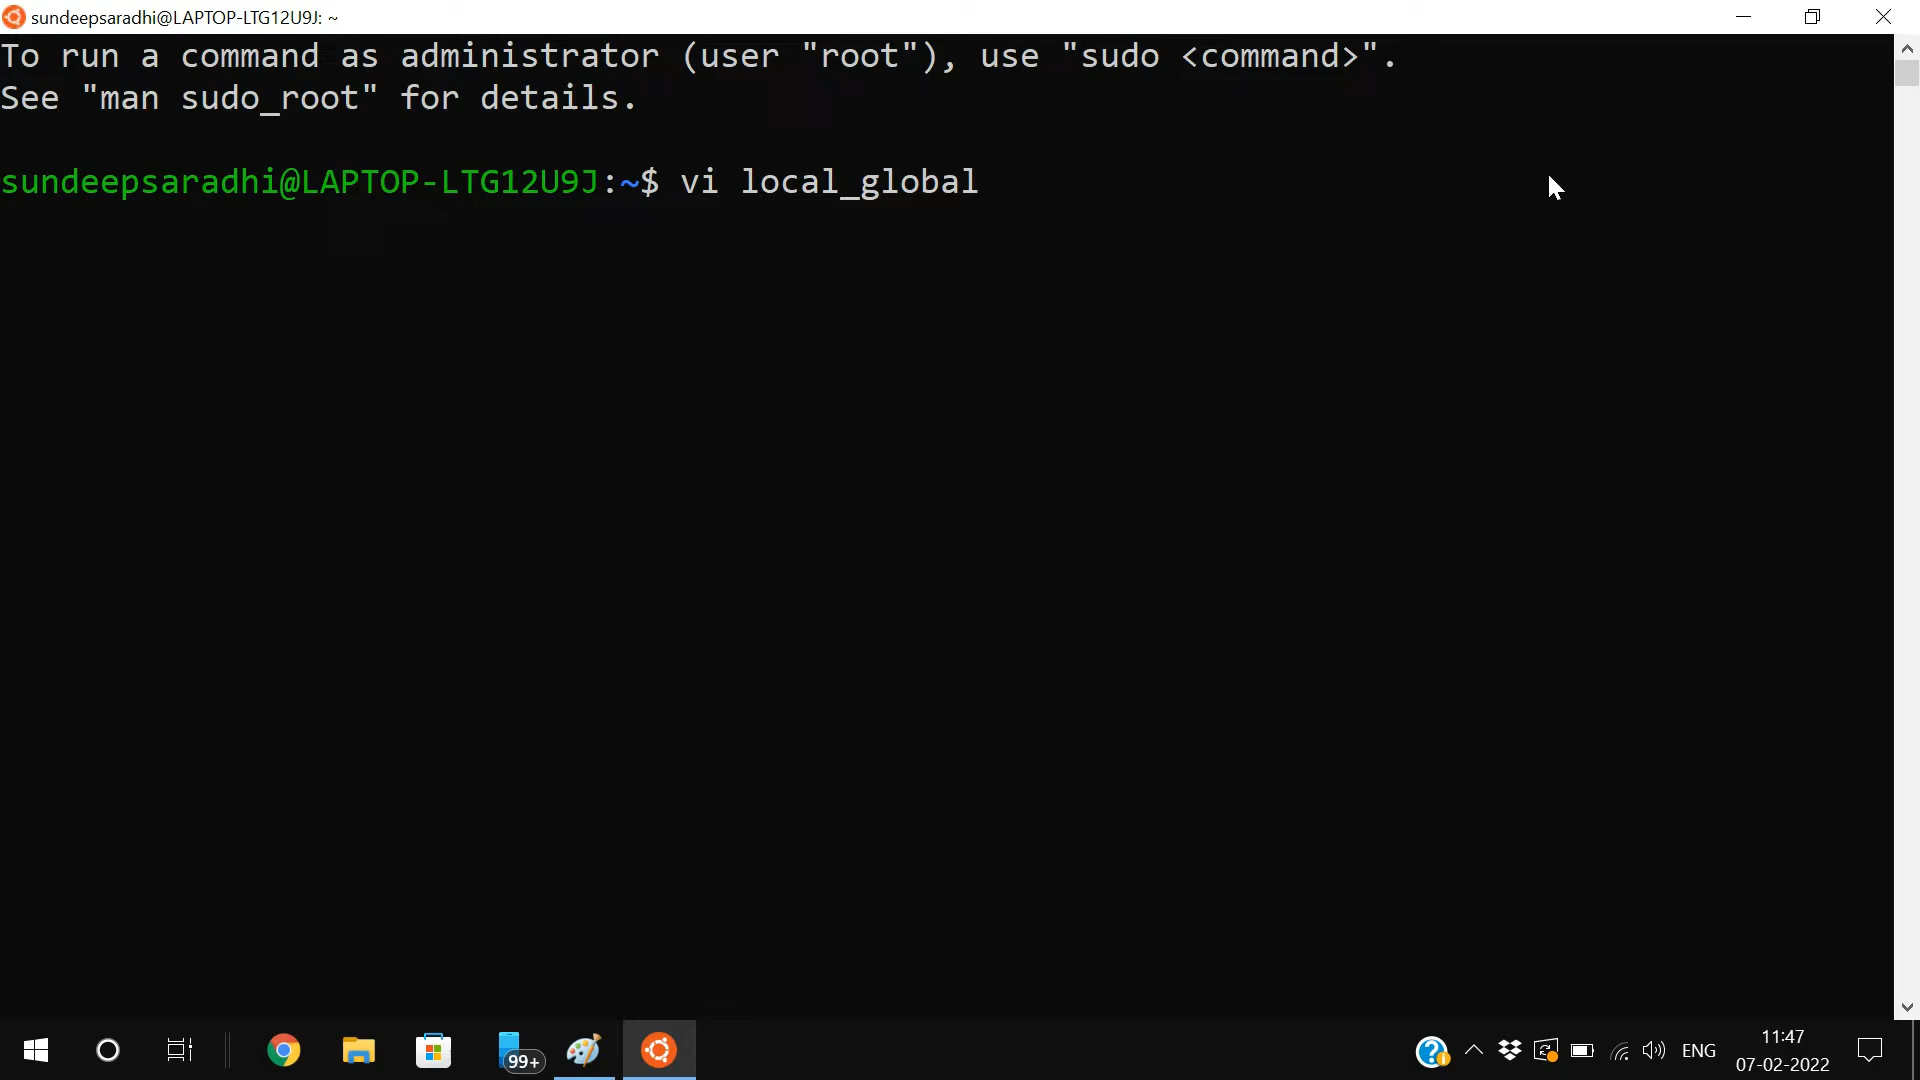 sundeepsaradhi@LAPTOP-LTG12U9J: ~
To run a command as administrator (user "root"), use "sudo <command>".
See "man sudo_root" for details.
sundeepsaradhi@LAPTOP-LTG12U9J:~$ vi local_global
99+
ENG
11:47
07-02-2022